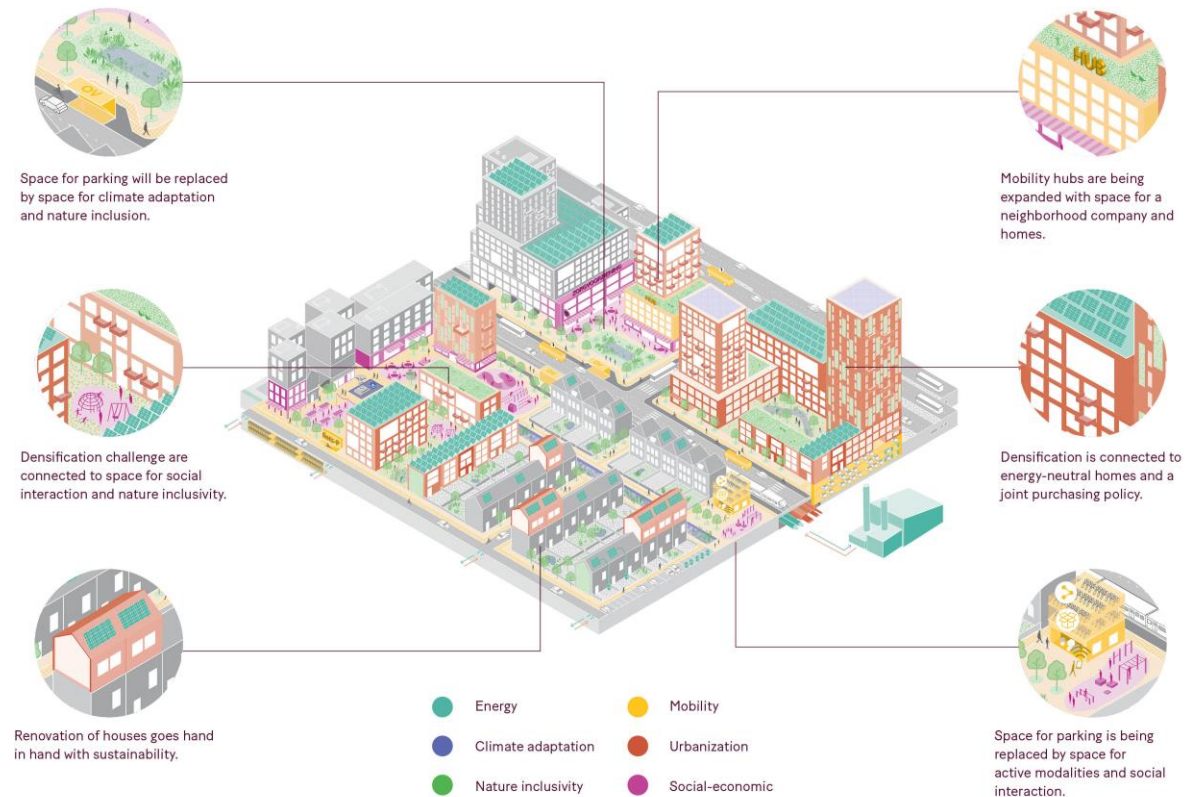 OV
Space for parking will be replaced
by space for climate adaptation
and nature inclusion.
HUB
Mobility hubs are being
expanded with space for a
neighborhood company and
homes.
HUB
Densification challenge are
connected to space for social
interaction and nature inclusivity.
Densification is connected to
energy-neutral homes and a
joint purchasing policy.
Renovation of houses goes hand
in hand with sustainability.
Space for parking is being
replaced by space for
active modalities and social
interaction.
Energy
Climate adaptation
Nature inclusivity
Mobility
Urbanization
Social-economic